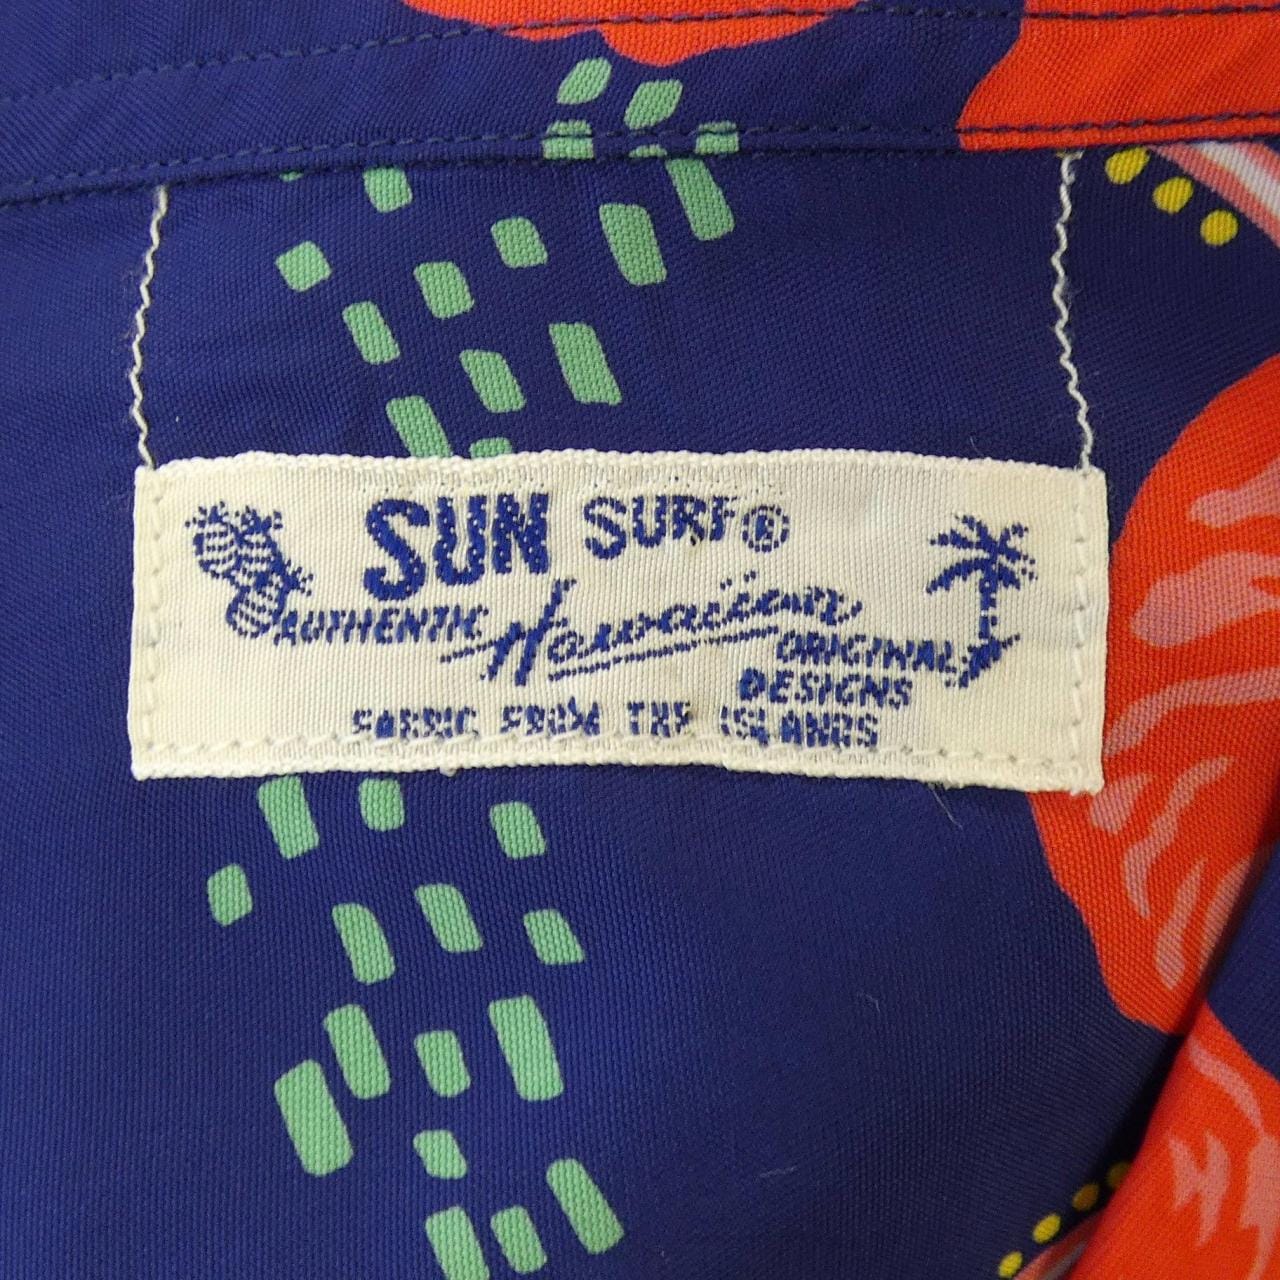 SUN SURF®
AUTHENTIC Hawaiian ORIGINAL
DESIGNS
FABRIC FROM THE ISLANDS